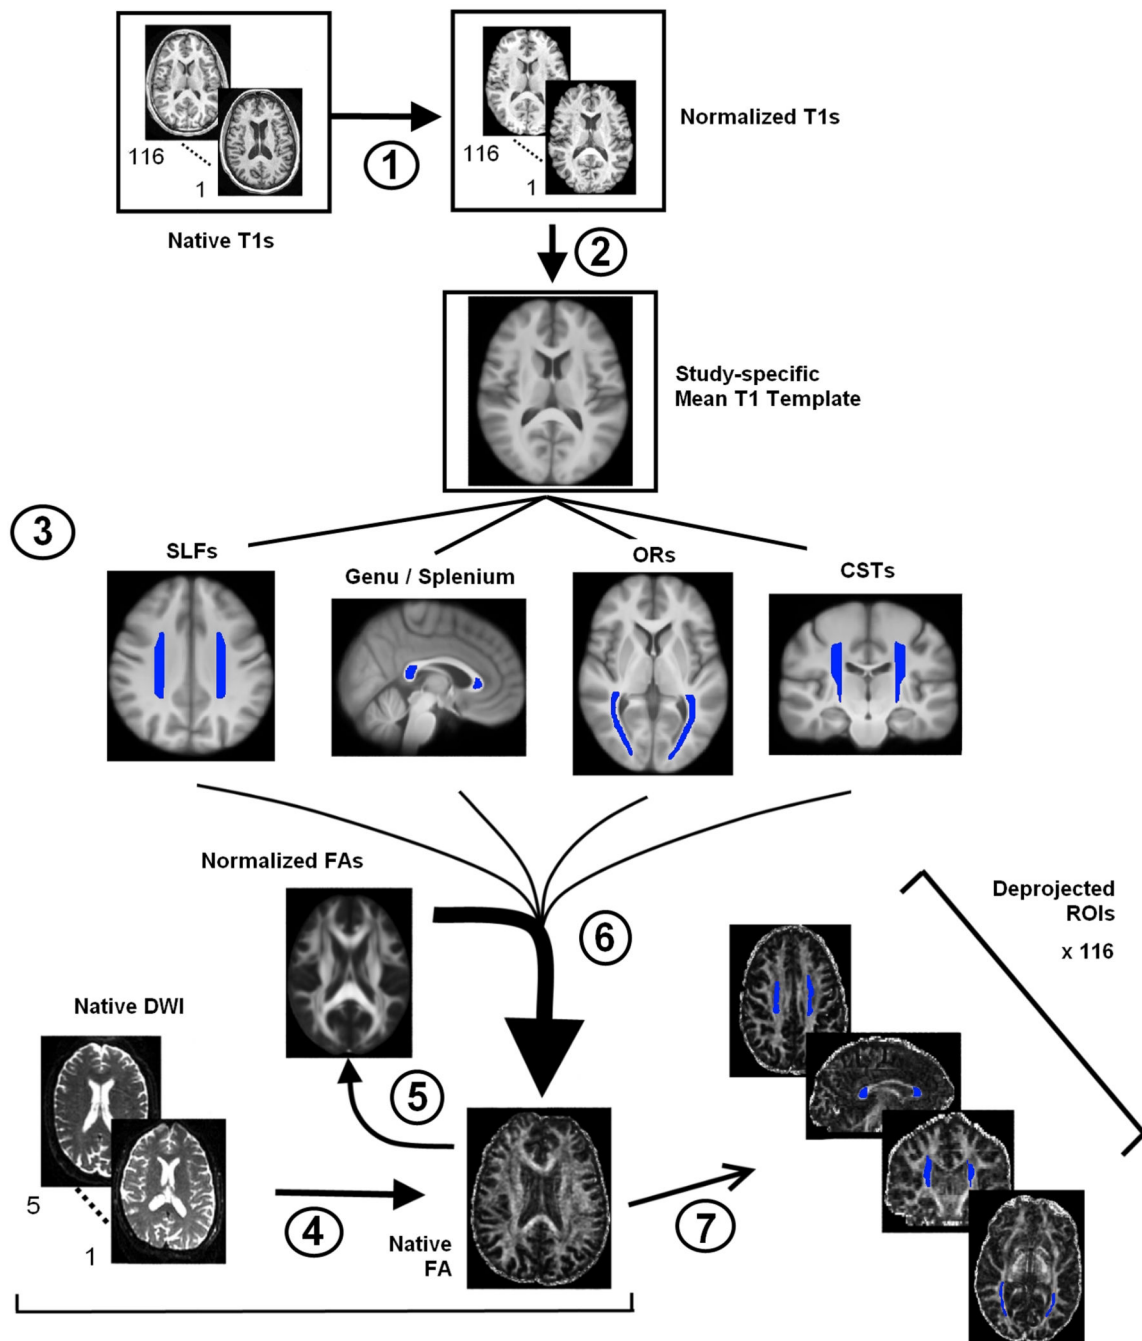 116
1
1
116
1
Normalized T1s
Native T1s
2
Study-specific
Mean T1 Template
3
SLFs
Genu / Splenium
ORs
CSTs
Normalized FAs
6
Deprojected
ROIs
x 116
Native DWI
5
5
1
4
Native
FA
7